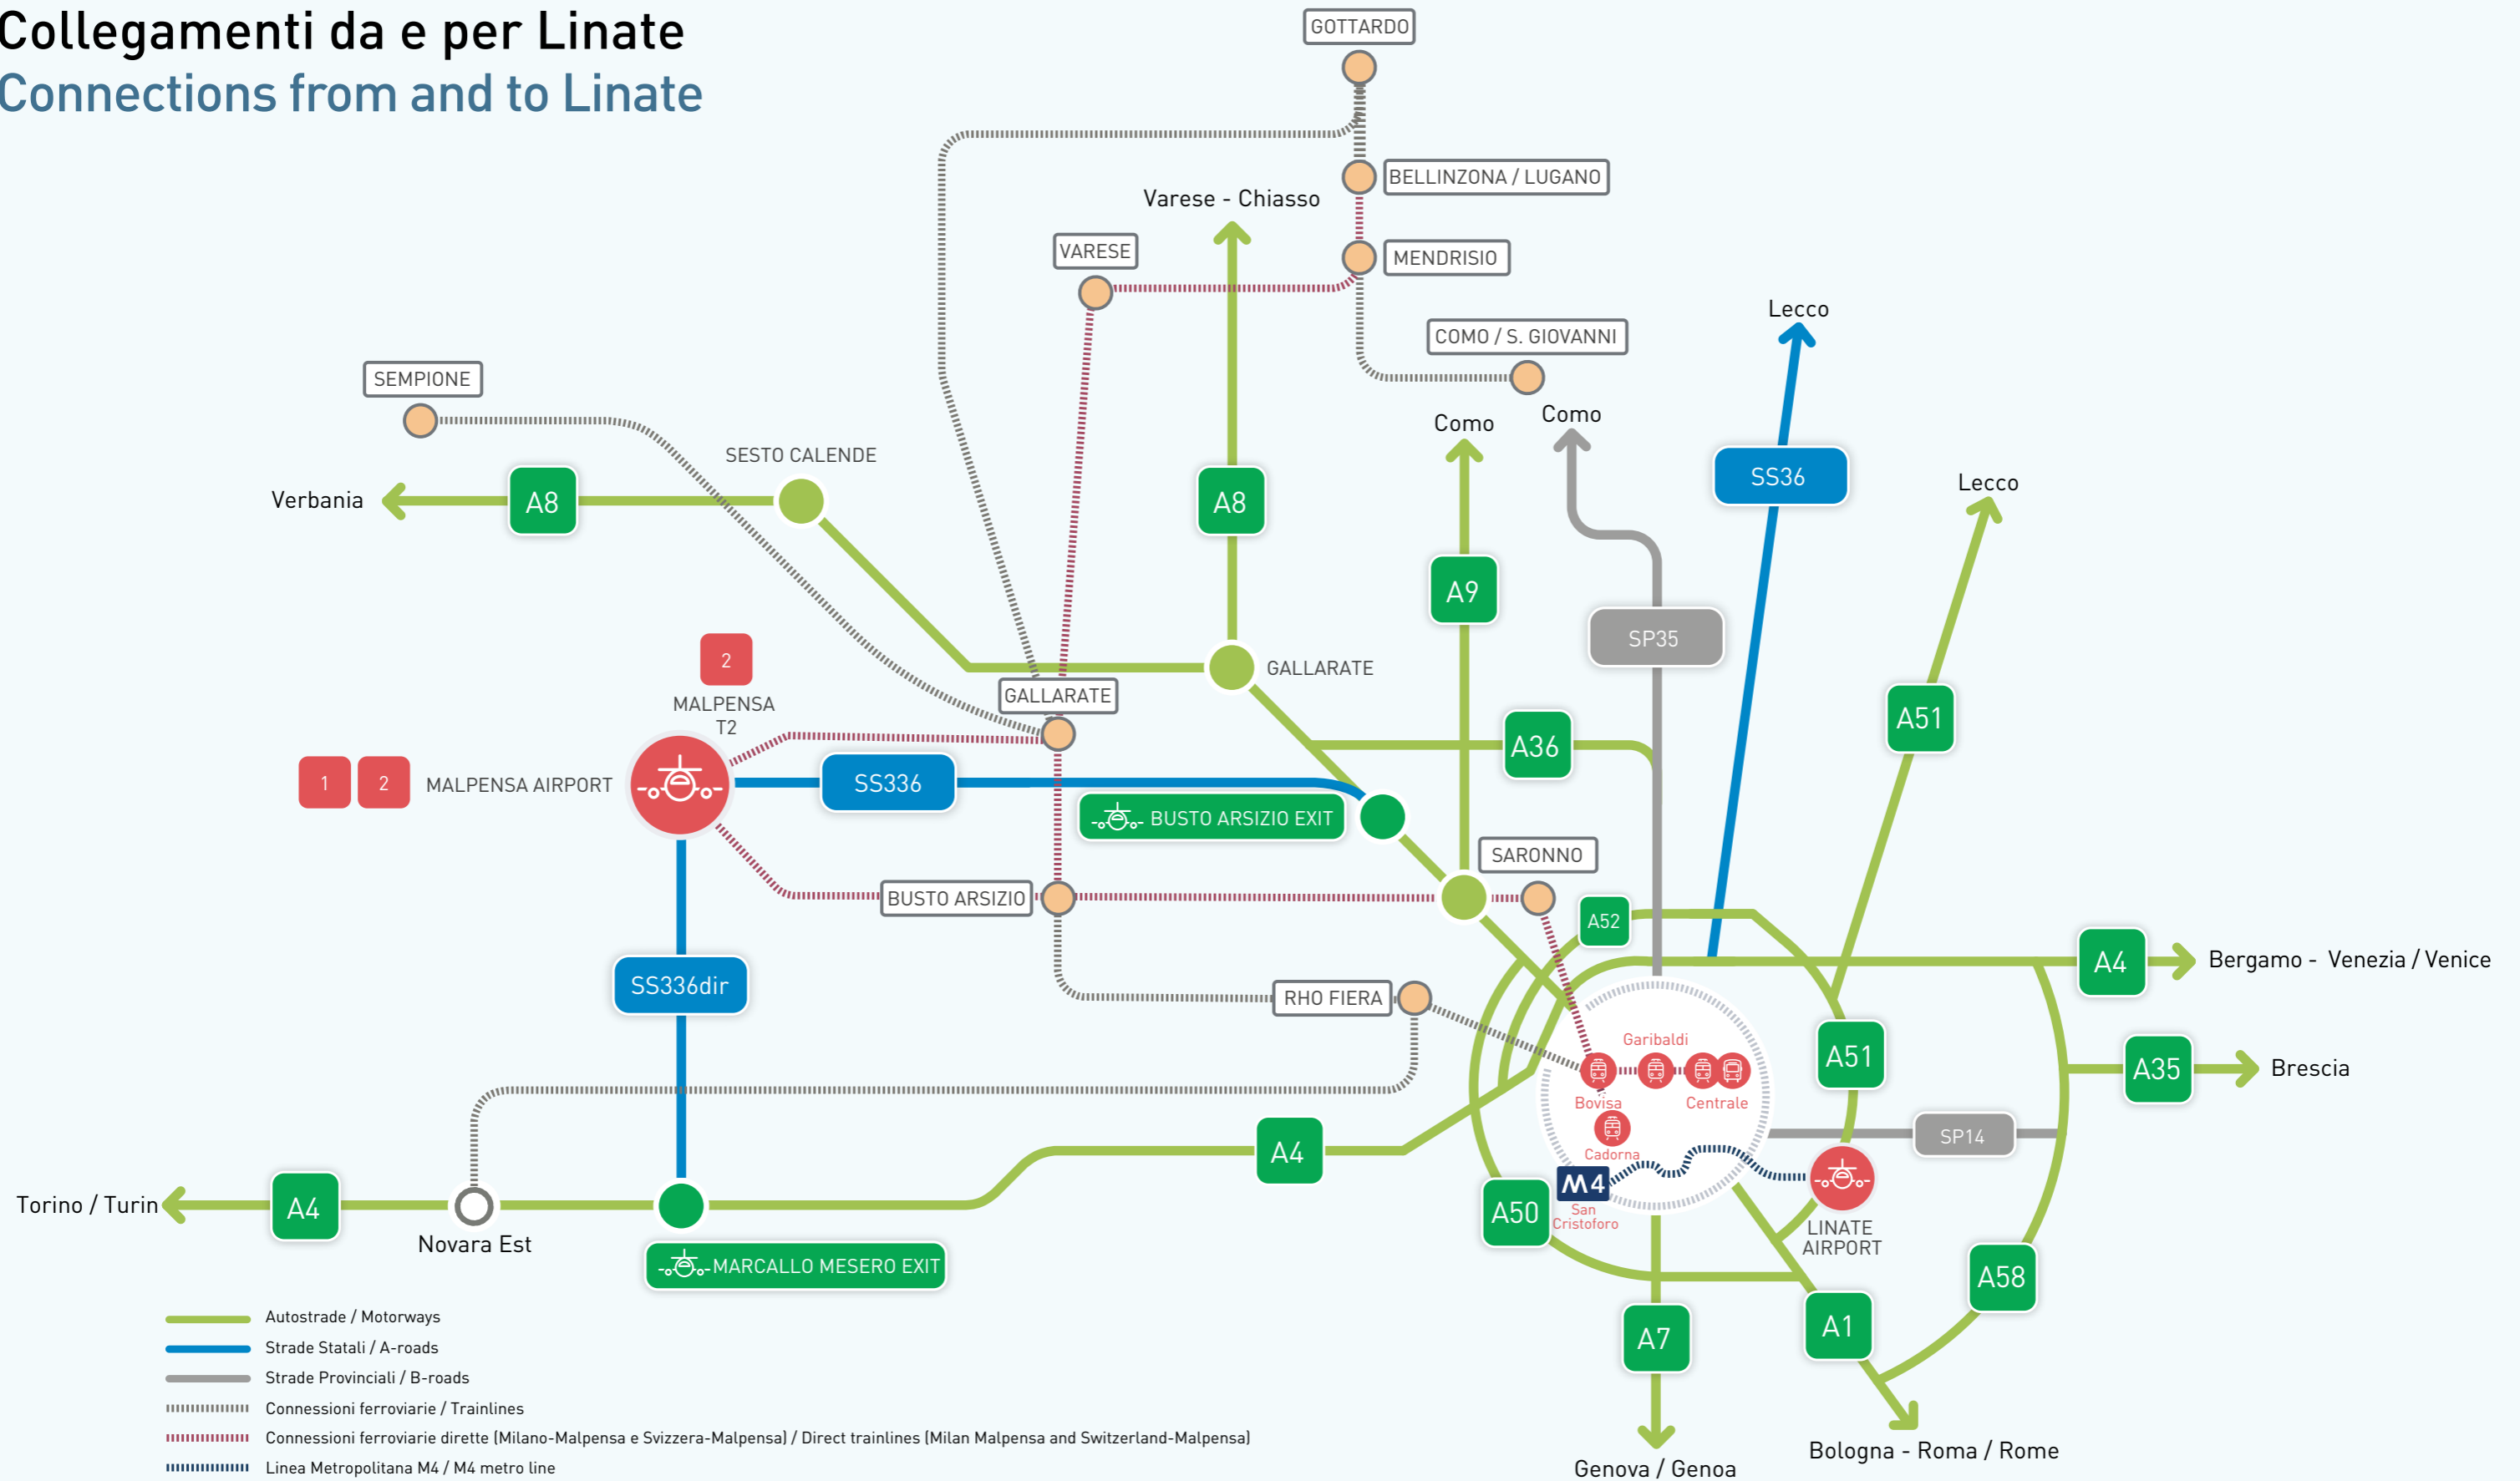 Collegamenti da e per Linate
Connections from and to Linate
GOTTARDO
BELLINZONA / LUGANO
Varese - Chiasso
VARESE
MENDRISIO
Lecco
COMO / S. GIOVANNI
SEMPIONE
Como
Como
SESTO CALENDE
SS36
Lecco
Verbania
A8
A8
A9
SP35
2
GALLARATE
GALLARATE
MALPENSA
T2
A51
A36
1
2
MALPENSA AIRPORT
SS336
BUSTO ARSIZIO EXIT
SARONNO
BUSTO ARSIZIO
A52
A4
Bergamo - Venezia / Venice
SS336dir
RHO FIERA
Garibaldi
A51
A35
Brescia
Bovisa
Centrale
SP14
A4
Cadorna
M4
San
Cristoforo
Torino / Turin
A4
A50
LINATE
AIRPORT
Novara Est
MARCALLO MESERO EXIT
A58
A1
A7
Autostrade / Motorways
Strade Statali / A-roads
Strade Provinciali / B-roads
Connessioni ferroviarie / Trainlines
Connessioni ferroviarie dirette (Milano-Malpensa e Svizzera-Malpensa) / Direct trainlines (Milan Malpensa and Switzerland-Malpensa)
Linea Metropolitana M4 / M4 metro line
Bologna - Roma / Rome
Genova / Genoa